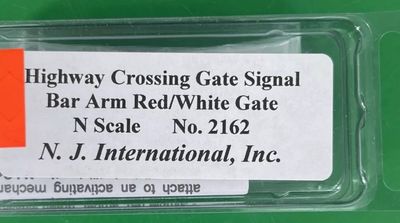 Highway Crossing Gate Signal
Bar Arm Red/White Gate
N Scale No. 2162
N. J. International, Inc.
attach to an activating mechan